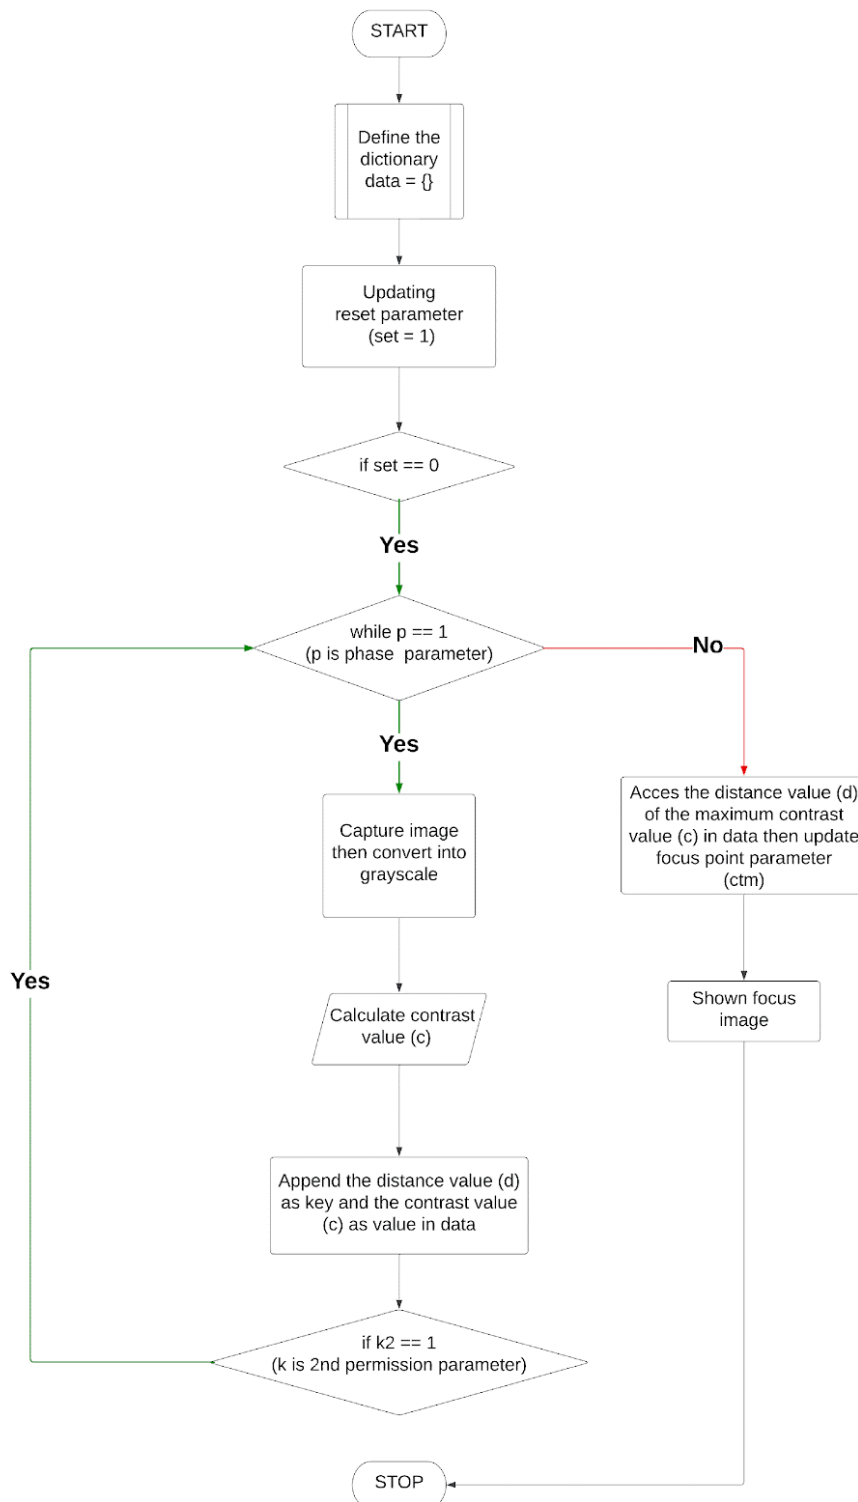 START
Define the
dictionary
data = {}
Updating
reset parameter
(set = 1)
if set == 0
Yes
while p == 1
(p is phase parameter)
No
Yes
Capture image
then convert into
grayscale
Acces the distance value (d)
of the maximum contrast
value (c) in data then update
focus point parameter
(ctm)
Yes
Calculate contrast
value (c)
Shown focus
image
Append the distance value (d)
as key and the contrast value
(c) as value in data
if k2 == 1
(k is 2nd permission parameter)
STOP